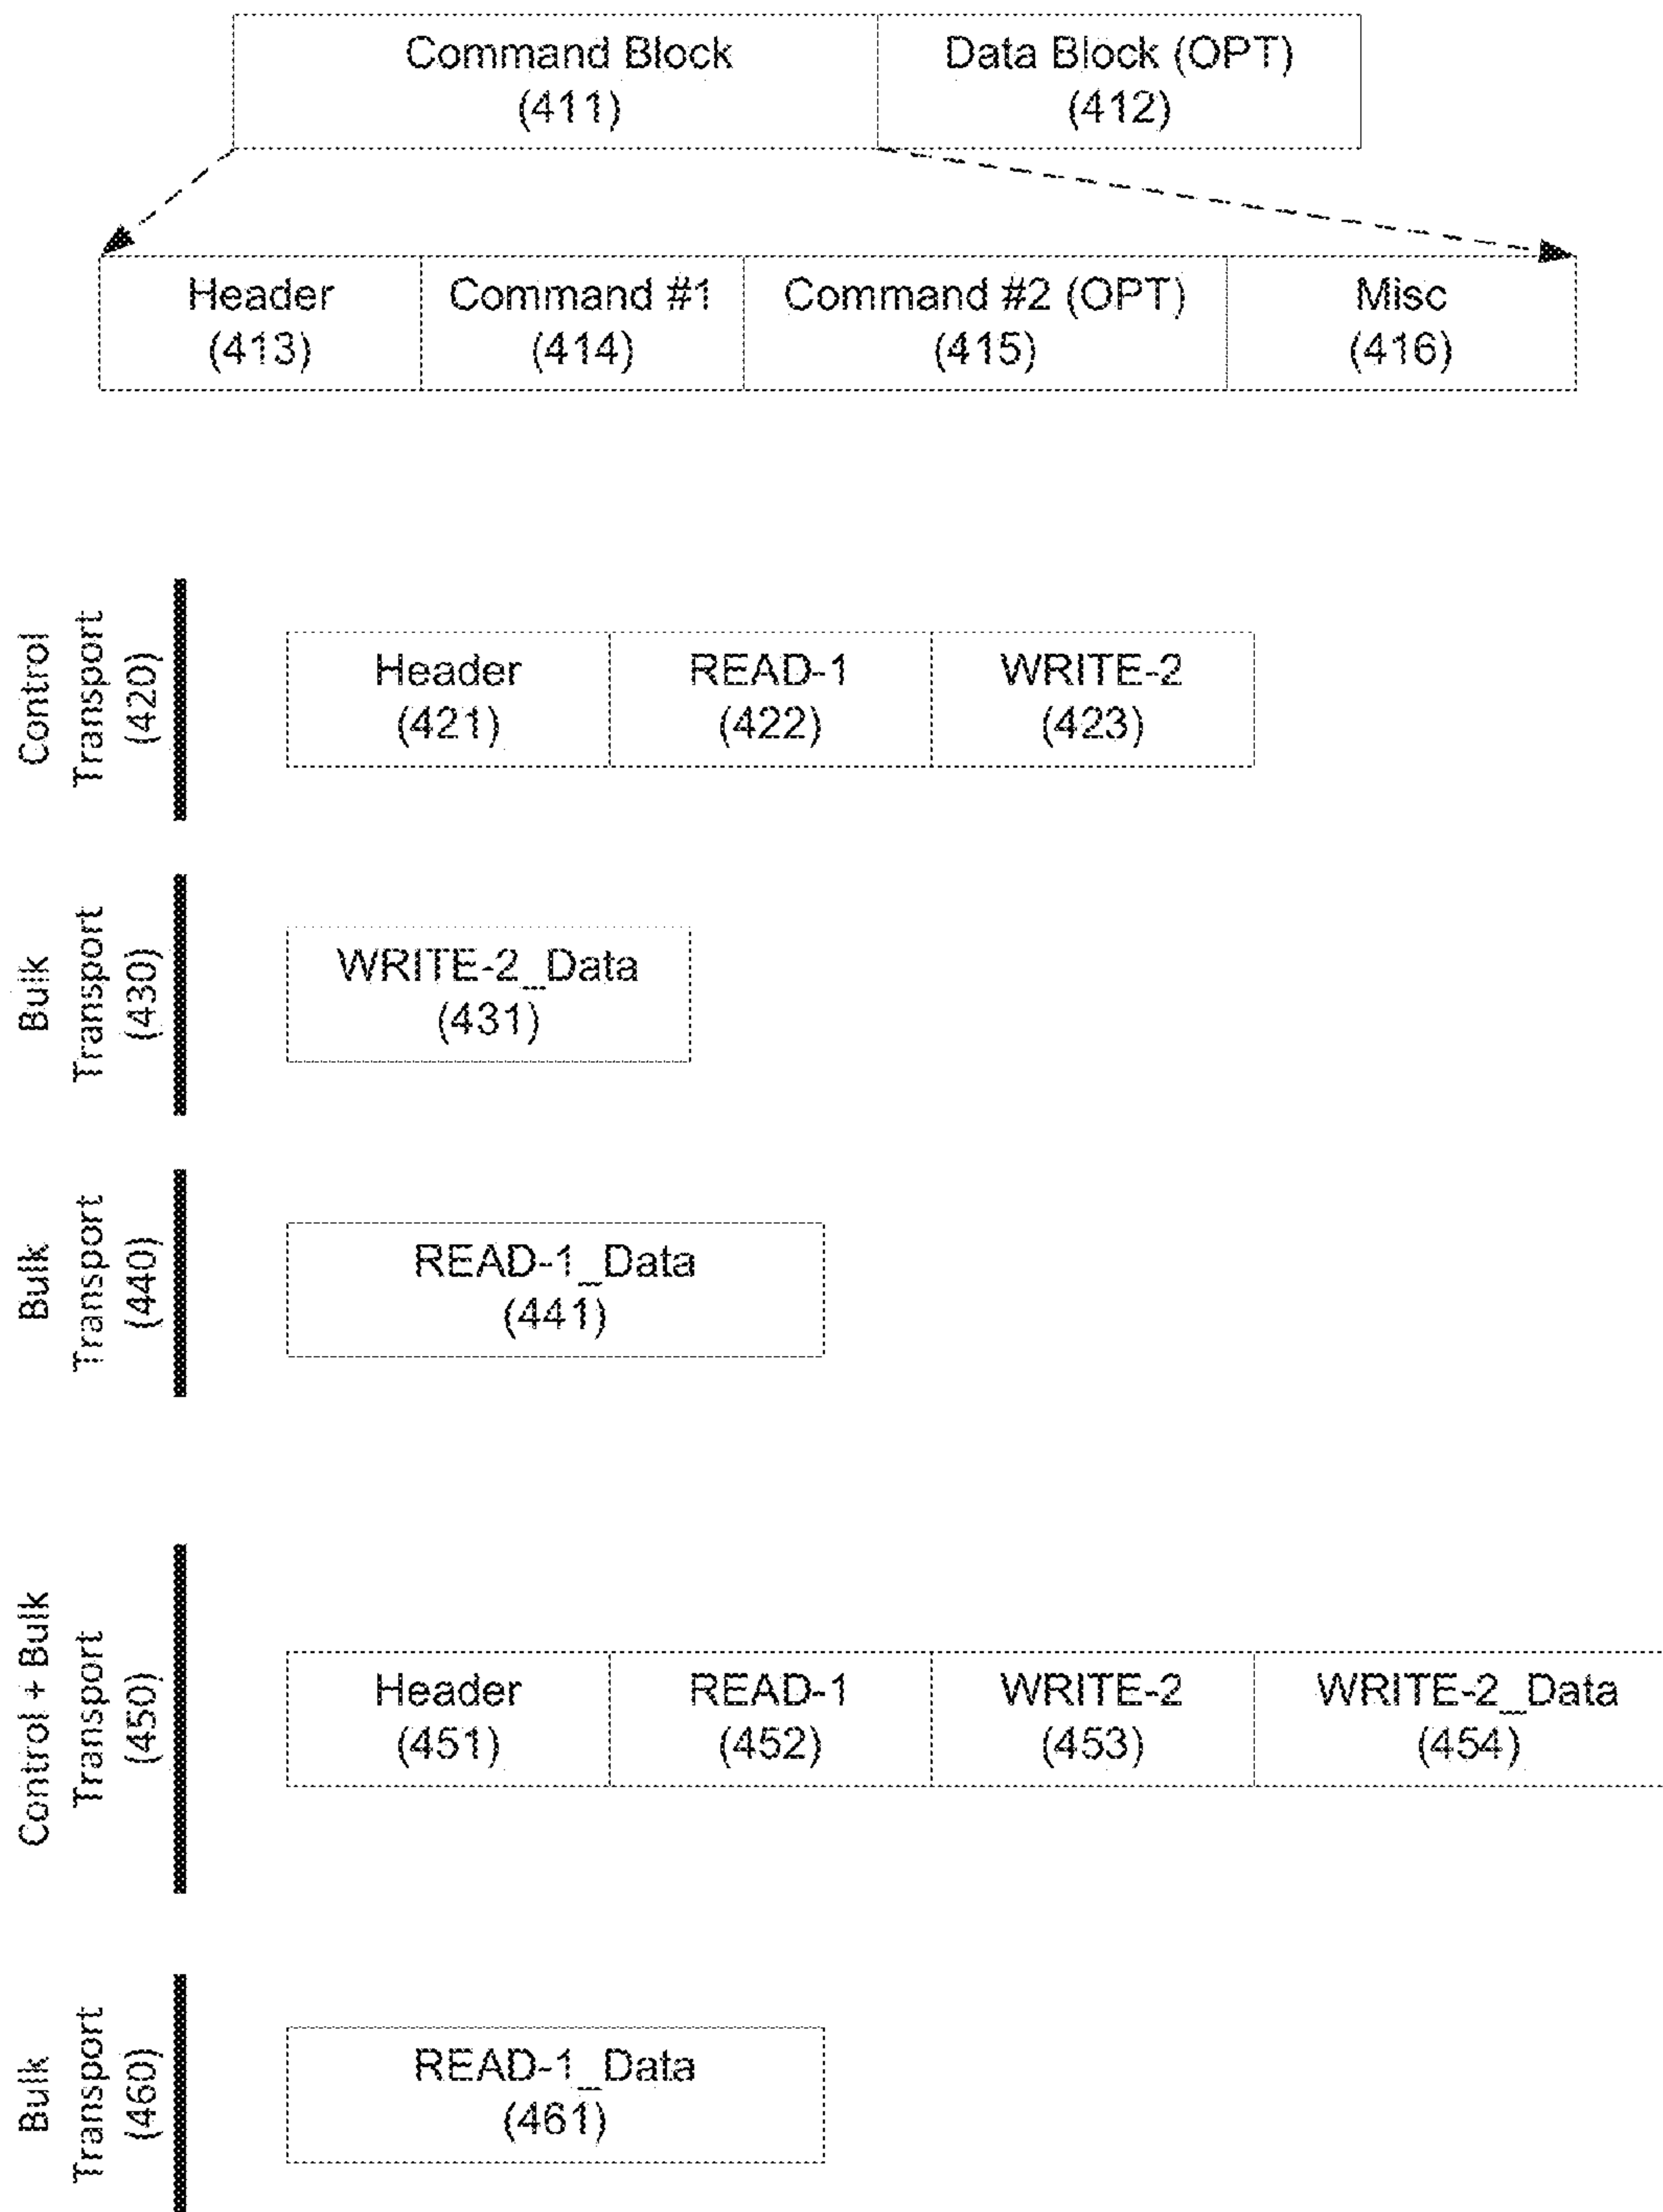 Command Block
(411)
Data Block (OPT)
(412)
Header
(413)
Command #1
(414)
Command #2 (OPT)
(415)
Misc
(416)
Control
Transport
(420)
Header
(421)
READ-1
(422)
WRITE-2
(423)
Bulk
Transport
(430)
WRITE-2_Data
(431)
Bulk
Transport
(440)
READ-1_Data
(441)
Control + Bulk
Transport
(450)
Header
(451)
READ-1
(452)
WRITE-2
(453)
WRITE-2_Data
(454)
Bulk
Transport
(460)
READ-1_Data
(461)